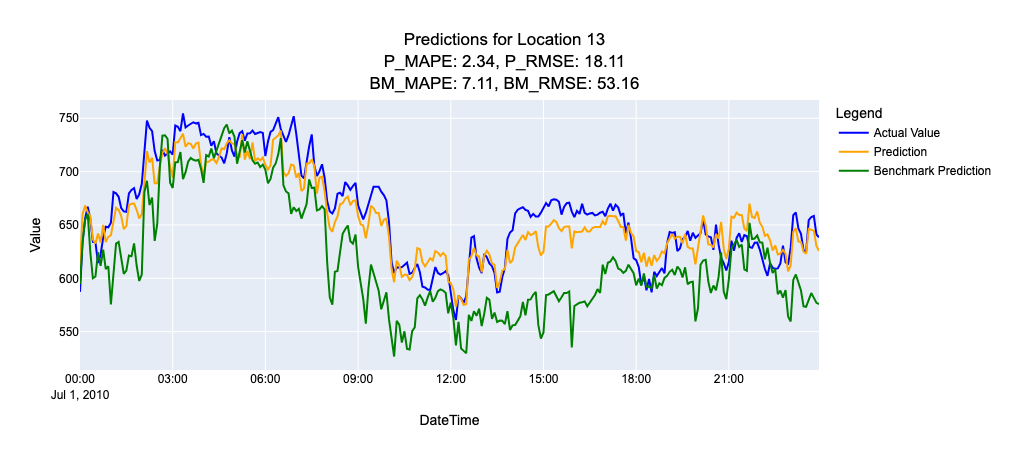 Predictions for Location 13
P_MAPE: 2.34, P_RMSE: 18.11
BM_MAPE: 7.11, BM_RMSE: 53.16
Legend
Actual Value
Prediction
Benchmark Prediction
Value
750
700
650
600
550
00:00 03:00 06:00 09:00 12:00 15:00 18:00 21:00
Jul 1, 2010
DateTime